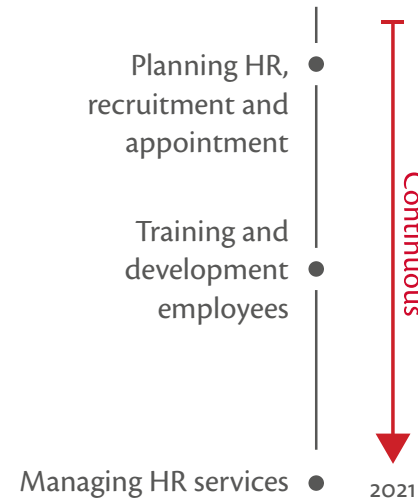 Planning HR,
recruitment and
appointment
Training and
development
employees
Managing HR services
Continuous
2021